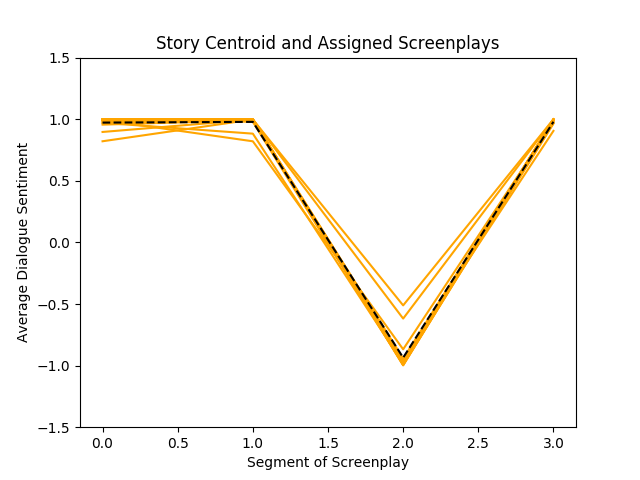 Story Centroid and Assigned Screenplays
1.5
1.0
0.5
0.0
−0.5
−1.0
−1.5
Average Dialogue Sentiment
0.0 0.5 1.0 1.5 2.0 2.5 3.0
Segment of Screenplay